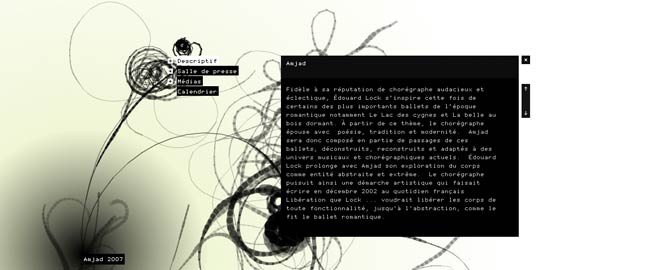 Descriptif
Salle de presse
Médias
Calendrier
Amjad
Fidèle à sa réputation de chorégraphe audacieux et
éclectique, Édouard Lock s'inspire cette fois de
certains des plus importants ballets de l'époque
romantique notamment Le Lac des cygnes et La belle au
bois dormant. À partir de ce thème, le chorégraphe
épouse avec poésie, tradition et modernité. Amjad
sera donc composé en partie de passages de ces
ballets, déconstruits, reconstruits et adaptés à des
univers musicaux et chorégraphiques actuels. Édouard
Lock prolonge avec Amjad son exploration du corps
comme entité abstraite et extrême. Le chorégraphe
puisuit ainsi une démarche artistique qui faisait
écrire en décembre 2002 au quotidien français
Libération que Lock ... voudrait libérer les corps de
toute fonctionnalité, jusqu'à l'abstraction, comme le
fit le ballet romantique.
Amjad 2007